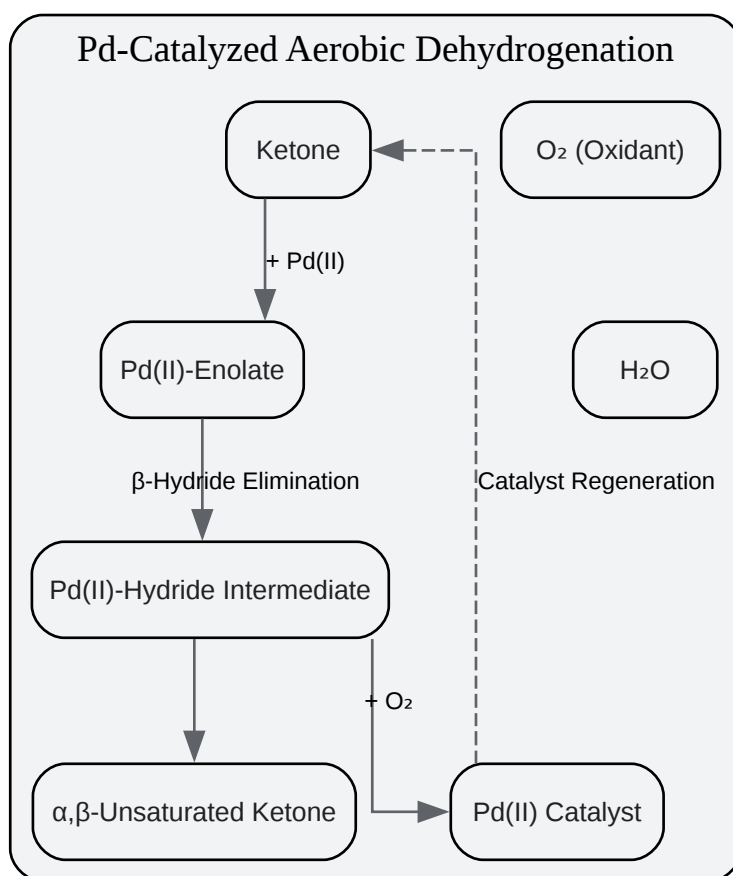 Pd-Catalyzed Aerobic Dehydrogenation
Ketone
O₂ (Oxidant)
+ Pd(II)
Pd(II)-Enolate
H₂O
β-Hydride Elimination
Catalyst Regeneration
Pd(II)-Hydride Intermediate
+ O₂
α,β-Unsaturated Ketone
Pd(II) Catalyst